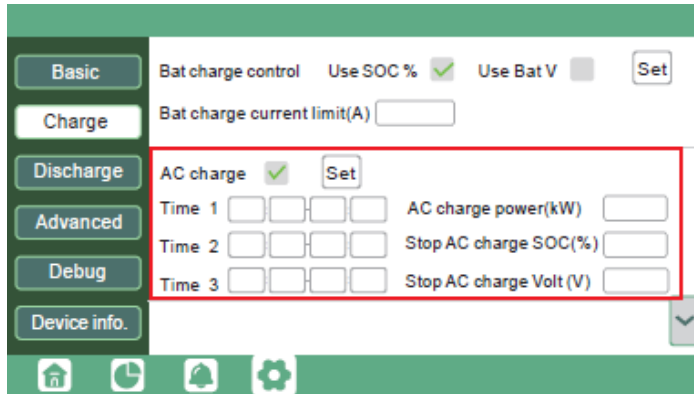 Basic
Charge
Discharge
Advanced
Debug
Device info.
Bat charge control Use SOC % Use Bat V Set
Bat charge current limit(A)
AC charge Set
Time 1 AC charge power(kW)
Time 2 Stop AC charge SOC(%)
Time 3 Stop AC charge Volt (V)